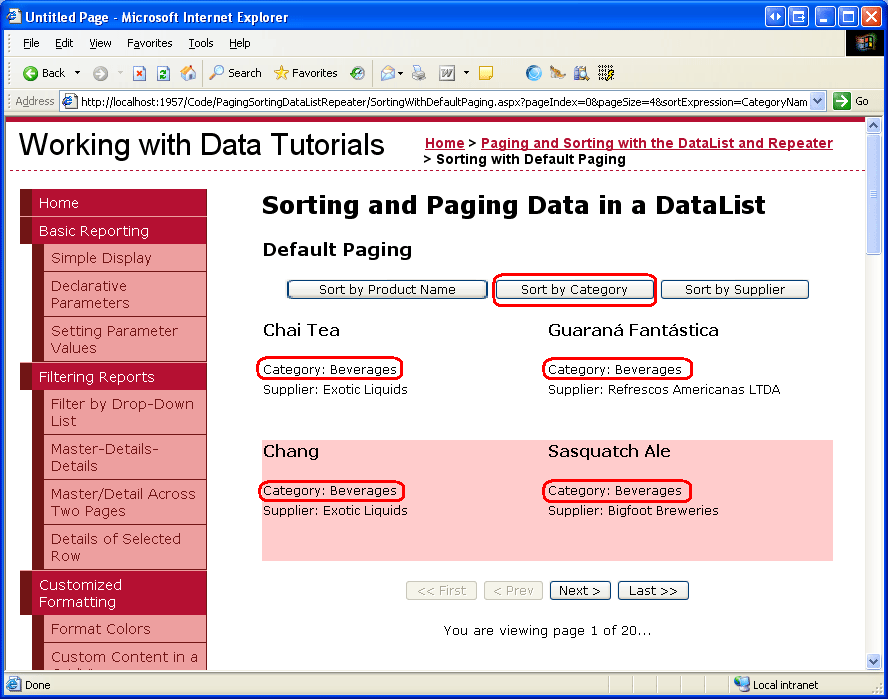 Untitled Page - Microsoft Internet Explorer
File Edit View Favorites Tools Help
Back Search Favorites
Address http://localhost:1957/Code/PagingSortingDataListRepeater/SortingWithDefaultPaging.aspx?pageIndex=0&pageSize=4&sortExpression=CategoryNam Go
Working with Data Tutorials
Home > Paging and Sorting with the DataList and Repeater
> Sorting with Default Paging
Home
Basic Reporting
Simple Display
Declarative
Parameters
Setting Parameter
Values
Filtering Reports
Filter by Drop-Down
List
Master-Details-
Details
Master/Detail Across
Two Pages
Details of Selected
Row
Customized
Formatting
Format Colors
Custom Content in a
Sorting and Paging Data in a DataList
Default Paging
Sort by Product Name Sort by Category Sort by Supplier
Chai Tea
Category: Beverages
Supplier: Exotic Liquids
Guaraná Fantástica
Category: Beverages
Supplier: Refrescos Americanas LTDA
Chang
Category: Beverages
Supplier: Exotic Liquids
Sasquatch Ale
Category: Beverages
Supplier: Bigfoot Breweries
<< First < Prev Next > Last >>
You are viewing page 1 of 20...
Done Local intranet